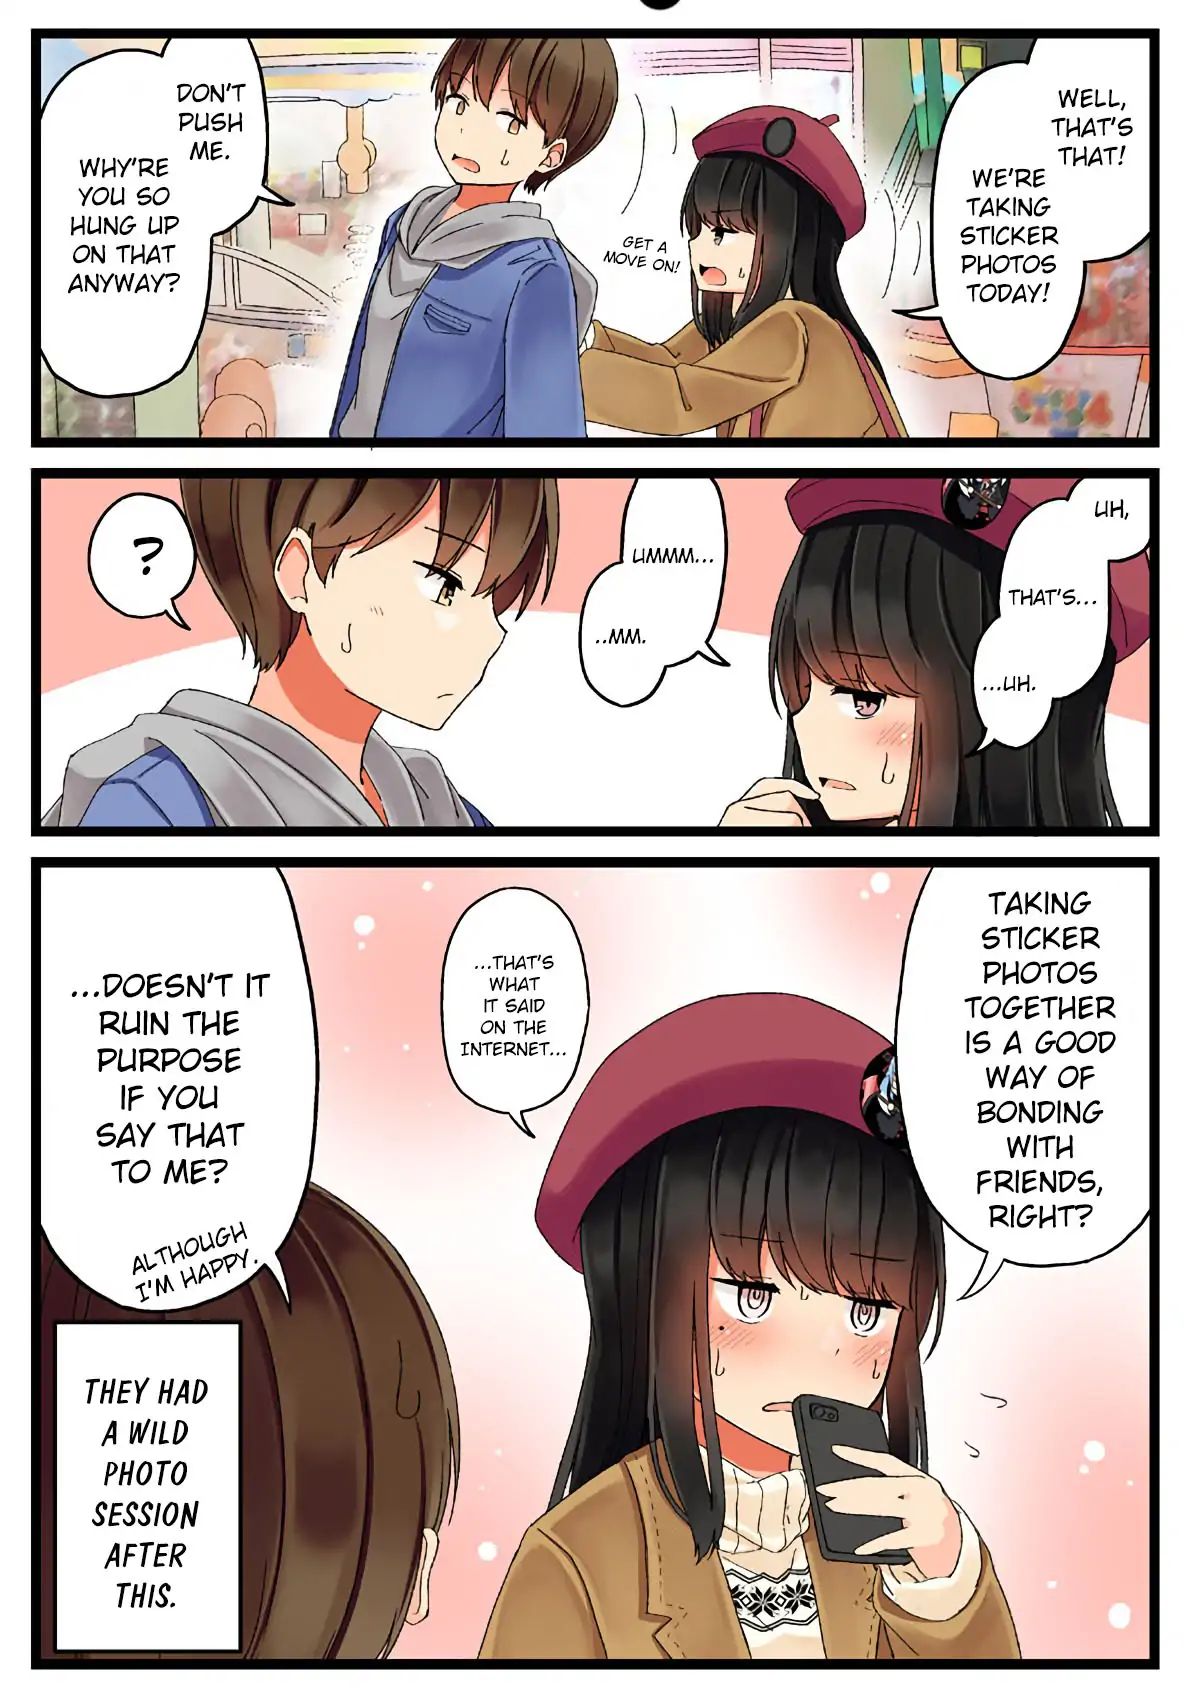 WELL,
THAT'S
THAT!
WE'RE
TAKING
STICKER
PHOTOS
TODAY!
GET A
MOVE ON!
DON'T
PUSH
ME.
WHY'RE
YOU SO
HUNG UP
ON THAT
ANYWAY?
UH,
THAT'S...
...UH.
UMMM...
..MM.
?
TAKING
STICKER
PHOTOS
TOGETHER
IS A GOOD
WAY OF
BONDING
WITH
FRIENDS,
RIGHT?
...THAT'S
WHAT
IT SAID
ON THE
INTERNET...
...DOESN'T IT
RUIN THE
PURPOSE
IF YOU
SAY THAT
TO ME?
ALTHOUGH
I'M HAPPY.
THEY HAD
A WILD
PHOTO
SESSION
AFTER
THIS.